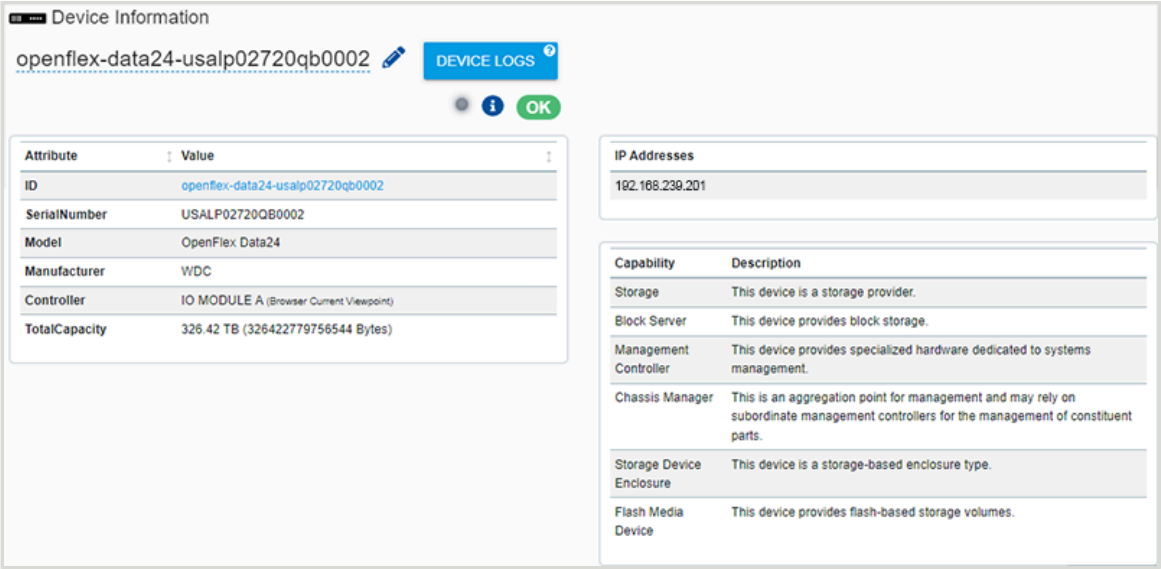 Device Information
openflex-data24-usalp02720qb0002
DEVICE LOGS ?
i OK
Attribute Value
ID openflex-data24-usalp02720qb0002
SerialNumber USALP02720QB0002
Model OpenFlex Data24
Manufacturer WDC
Controller IO MODULE A (Browser Current Viewpoint)
TotalCapacity 326.42 TB (326422779756544 Bytes)
IP Addresses
192.168.239.201
Capability Description
Storage This device is a storage provider.
Block Server This device provides block storage.
Management This device provides specialized hardware dedicated to systems
Controller management.
Chassis Manager This is an aggregation point for management and may rely on
subordinate management controllers for the management of constituent
parts.
Storage Device This device is a storage-based enclosure type.
Enclosure
Flash Media This device provides flash-based storage volumes.
Device